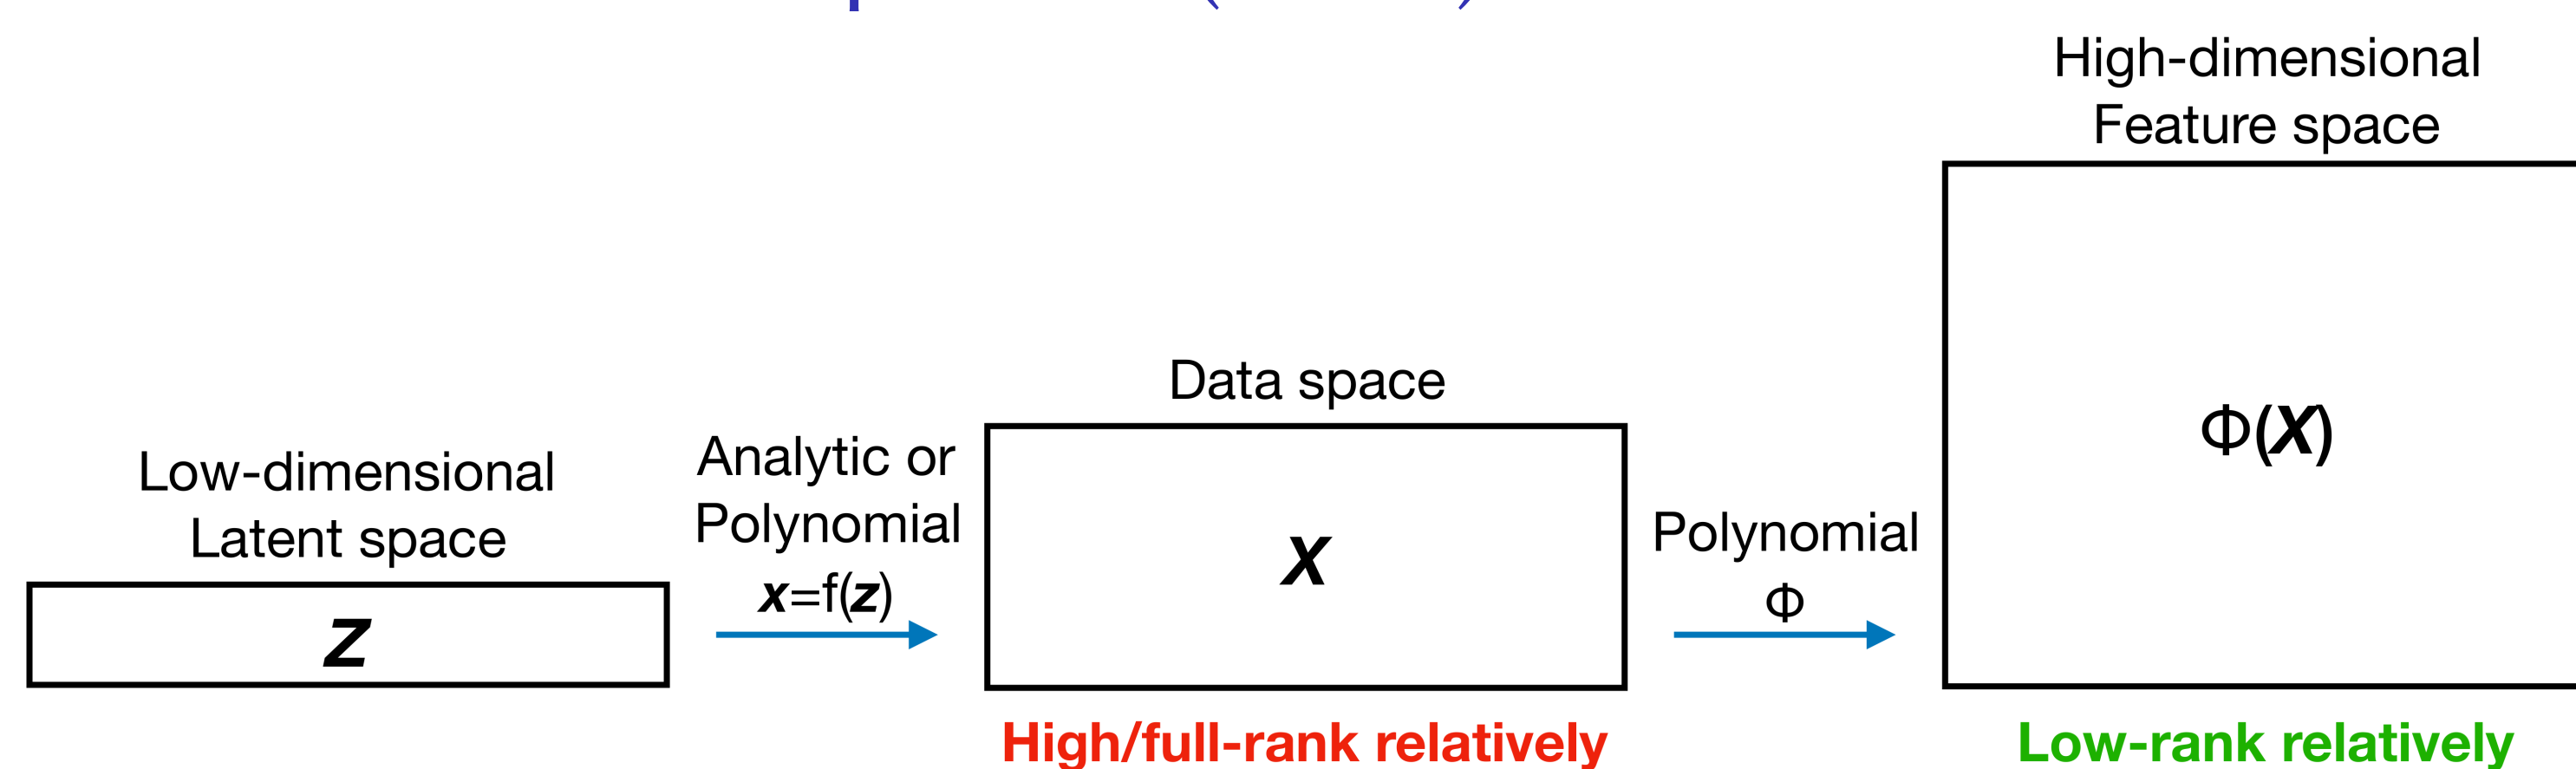 Low-dimensional
Latent space
Z
Analytic or
Polynomial
x=f(z)
Data space
X
High/full-rank relatively
Polynomial
Φ
High-dimensional
Feature space
Φ(X)
Low-rank relatively